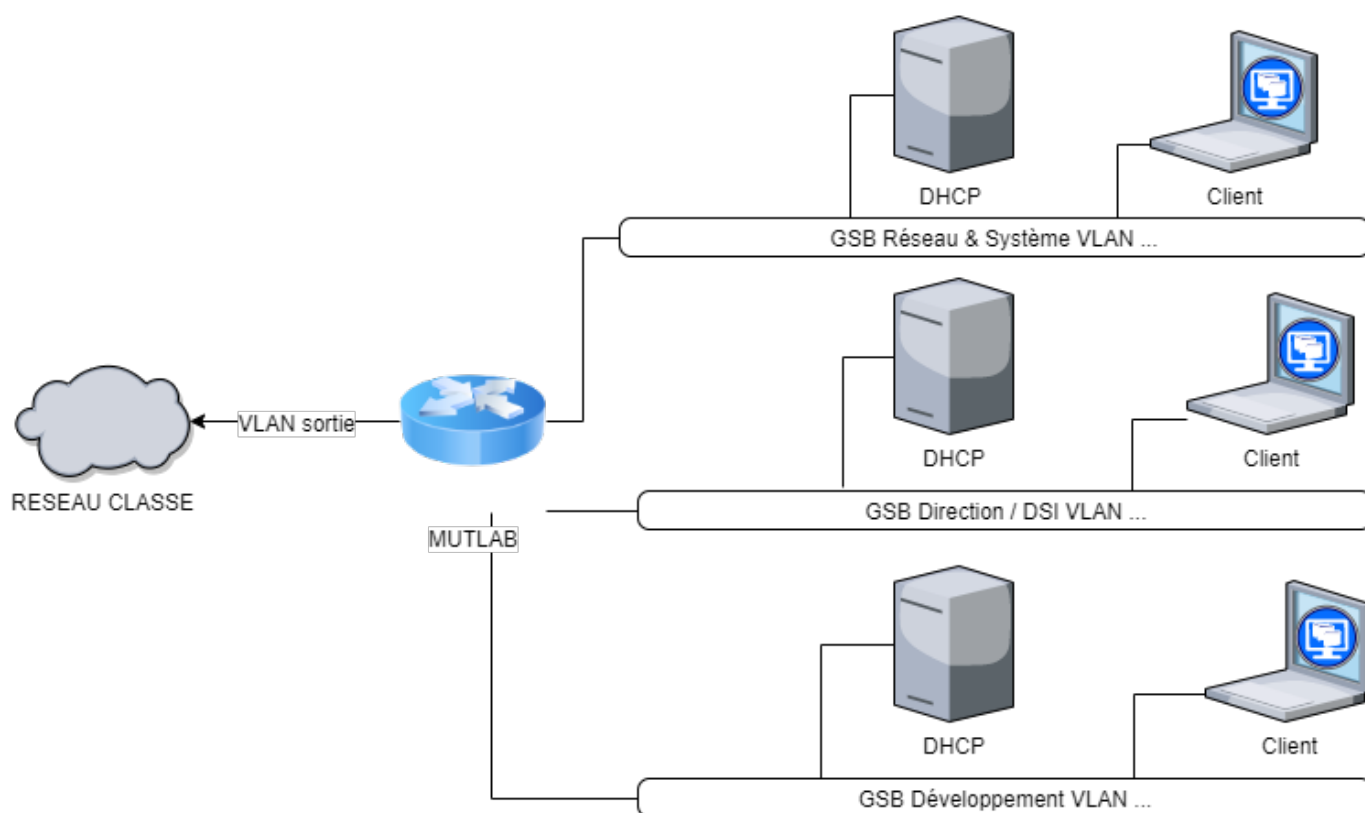 DHCP
Client
GSB Réseau & Système VLAN ...
DHCP
Client
VLAN sortie
RESEAU CLASSE
GSB Direction / DSI VLAN ...
MUTLAB
DHCP
Client
GSB Développement VLAN ...